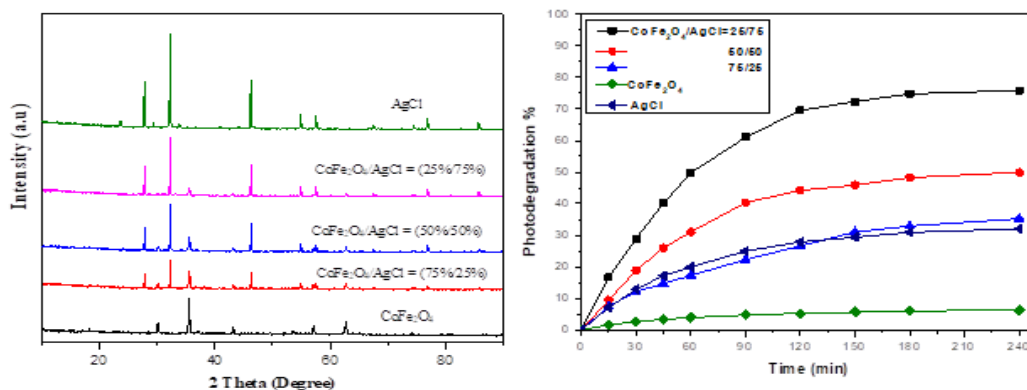 AgCl
CoFe₂O₄/AgCl = (25%/75%)
CoFe₂O₄/AgCl = (50%50%)
CoFe₂O₄/AgCl = (75%25%)
CoFe₂O₄
Intensity (a.u)
20 40 60 80
2 Theta (Degree)
CoFe₂O₄/AgCl=25/75
50/50
75/25
CoFe₂O₄
AgCl
Photodegradation %
100
90
80
70
60
50
40
30
20
10
0
0 30 60 90 120 150 180 210 240
Time (min)